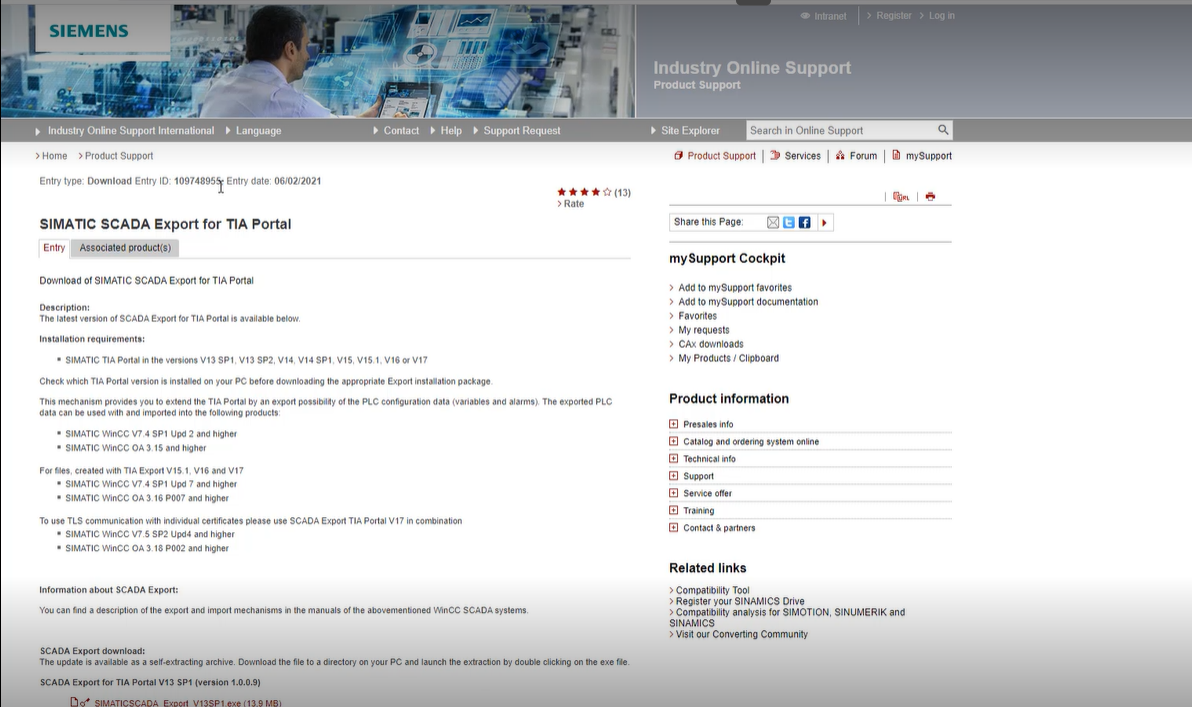 SIEMENS
Intranet
Register
Log in
Industry Online Support
Product Support
Industry Online Support International
Language
Contact
Help
Support Request
Site Explorer
Search in Online Support
Home
Product Support
Product Support
Services
Forum
mySupport
Entry type: Download Entry ID: 109748955, Entry date: 06/02/2021
(13)
Rate
URL
Share this Page:
SIMATIC SCADA Export for TIA Portal
Entry
Associated product(s)
Download of SIMATIC SCADA Export for TIA Portal
Description:
The latest version of SCADA Export for TIA Portal is available below.
Installation requirements:
SIMATIC TIA Portal in the versions V13 SP1, V13 SP2, V14, V14 SP1, V15, V15.1, V16 or V17
Check which TIA Portal version is installed on your PC before downloading the appropriate Export installation package.
This mechanism provides you to extend the TIA Portal by an export possibility of the PLC configuration data (variables and alarms). The exported PLC
data can be used with and imported into the following products:
SIMATIC WinCC V7.4 SP1 Upd 2 and higher
SIMATIC WinCC OA 3.15 and higher
For files, created with TIA Export V15.1, V16 and V17
SIMATIC WinCC V7.4 SP1 Upd 7 and higher
SIMATIC WinCC OA 3.16 P007 and higher
To use TLS communication with individual certificates please use SCADA Export TIA Portal V17 in combination
SIMATIC WinCC V7.5 SP2 Upd4 and higher
SIMATIC WinCC OA 3.18 P002 and higher
Information about SCADA Export:
You can find a description of the export and import mechanisms in the manuals of the abovementioned WinCC SCADA systems.
SCADA Export download:
The update is available as a self-extracting archive. Download the file to a directory on your PC and launch the extraction by double clicking on the exe file.
SCADA Export for TIA Portal V13 SP1 (version 1.0.0.9)
SIMATICSCADA_Export_V13SP1.exe (13,9 MB)
mySupport Cockpit
Add to mySupport favorites
Add to mySupport documentation
Favorites
My requests
CAx downloads
My Products / Clipboard
Product information
Presales info
Catalog and ordering system online
Technical info
Support
Service offer
Training
Contact & partners
Related links
Compatibility Tool
Register your SINAMICS Drive
Compatibility analysis for SIMOTION, SINUMERIK and
SINAMICS
Visit our Converting Community